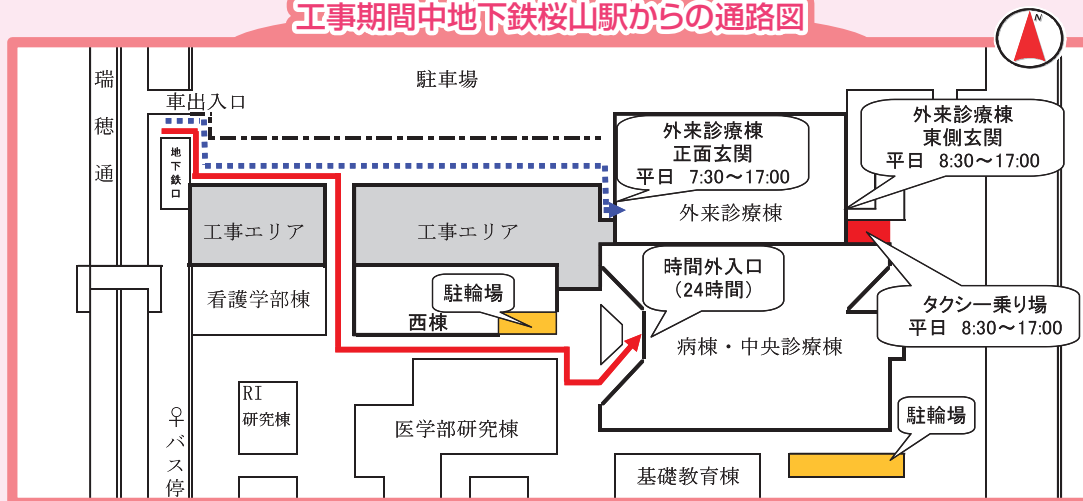 工事期間中地下鉄桜山駅からの通路図
N
瑞穂通
駐車場
車出入口
地下鉄口
外来診療棟
正面玄関
平日 7:30～17:00
外来診療棟
東側玄関
平日 8:30～17:00
外来診療棟
工事エリア
工事エリア
時間外入口
(24時間)
看護学部棟
駐輪場
西棟
タクシー乗り場
平日 8:30～17:00
病棟・中央診療棟
RI
研究棟
医学部研究棟
駐輪場
バス停
基礎教育棟